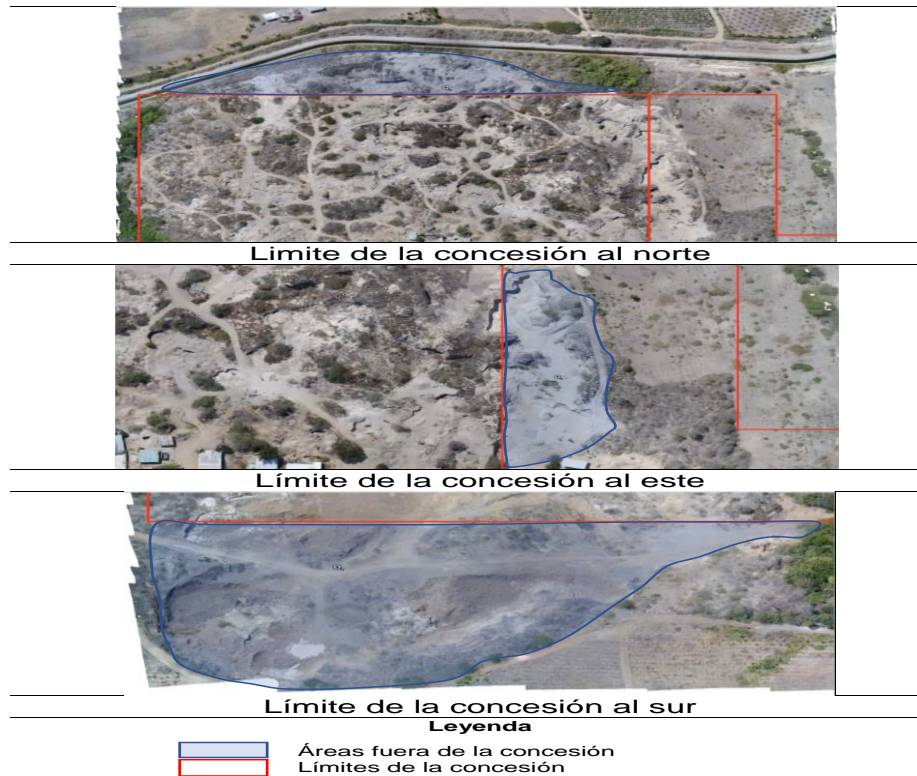 Limite de la concesión al norte
Límite de la concesión al este
Límite de la concesión al sur
Leyenda
Áreas fuera de la concesión
Límites de la concesión